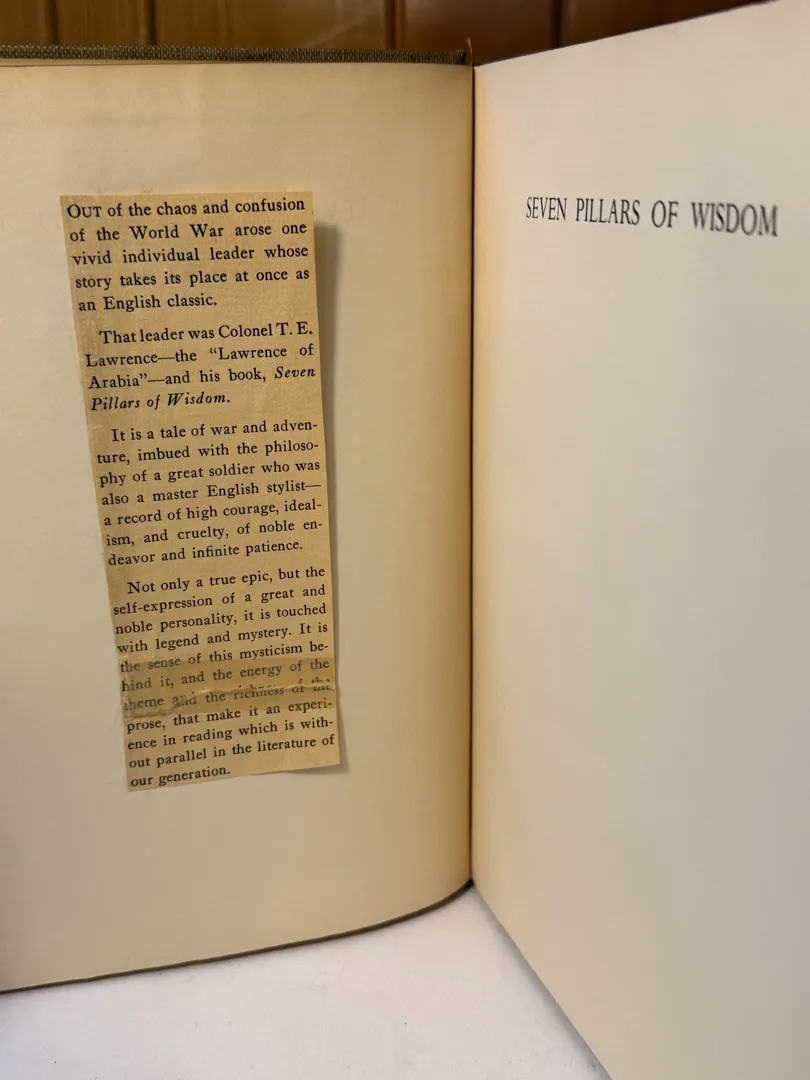 OUT of the chaos and confusion
of the World War arose one
vivid individual leader whose
story takes its place at once as
an English classic.
That leader was Colonel T. E.
Lawrence—the "Lawrence of
Arabia"—and his book, Seven
Pillars of Wisdom.
It is a tale of war and adven-
ture, imbued with the philoso-
phy of a great soldier who was
also a master English stylist—
a record of high courage, ideal-
ism, and cruelty, of noble en-
deavor and infinite patience.
Not only a true epic, but the
self-expression of a great and
noble personality, it is touched
with legend and mystery. It is
the sense of this mysticism be-
hind it, and the energy of the
theme and the richness of the
prose, that make it an experi-
ence in reading which is with-
out parallel in the literature of
our generation.
SEVEN PILLARS OF WISDOM